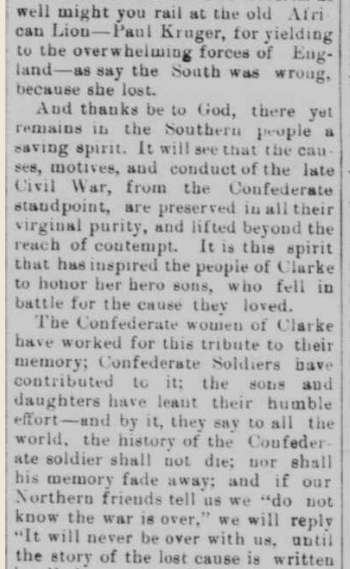 well might you rail at the old Afri
can Lion—Paul Kruger, for yielding
to the overwhelming forces of Eng-
land—as say the South was wrong,
because she lost.
And thanks be to God, there yet
remains in the Southern people a
saving spirit. It will see that the cau-
ses, motives, and conduct of the late
Civil War, from the Confederate
standpoint, are preserved in all their
virginal purity, and lifted beyond the
reach of contempt. It is this spirit
that has inspired the people of Clarke
to honor her hero sons, who fell in
battle for the cause they loved.
The Confederate women of Clarke
have worked for this tribute to their
memory; Confederate Soldiers have
contributed to it; the sons and
daughters have leant their humble
effort—and by it, they say to all the
world, the history of the Confeder-
ate soldier shall not die; nor shall
his memory fade away; and if our
Northern friends tell us we “do not
know the war is over,” we will reply
“It will never be over with us, until
the story of the lost cause is written